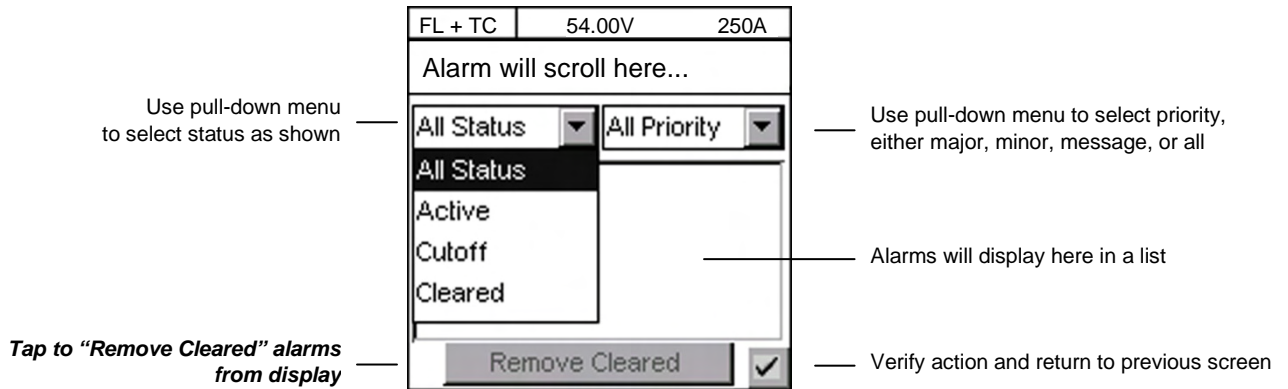 FL + TC 54.00V 250A
Alarm will scroll here...
Use pull-down menu
to select status as shown
All Status All Priority
Use pull-down menu to select priority,
either major, minor, message, or all
All Status
Active
Cutoff
Cleared
Alarms will display here in a list
Tap to “Remove Cleared” alarms
from display
Remove Cleared
Verify action and return to previous screen